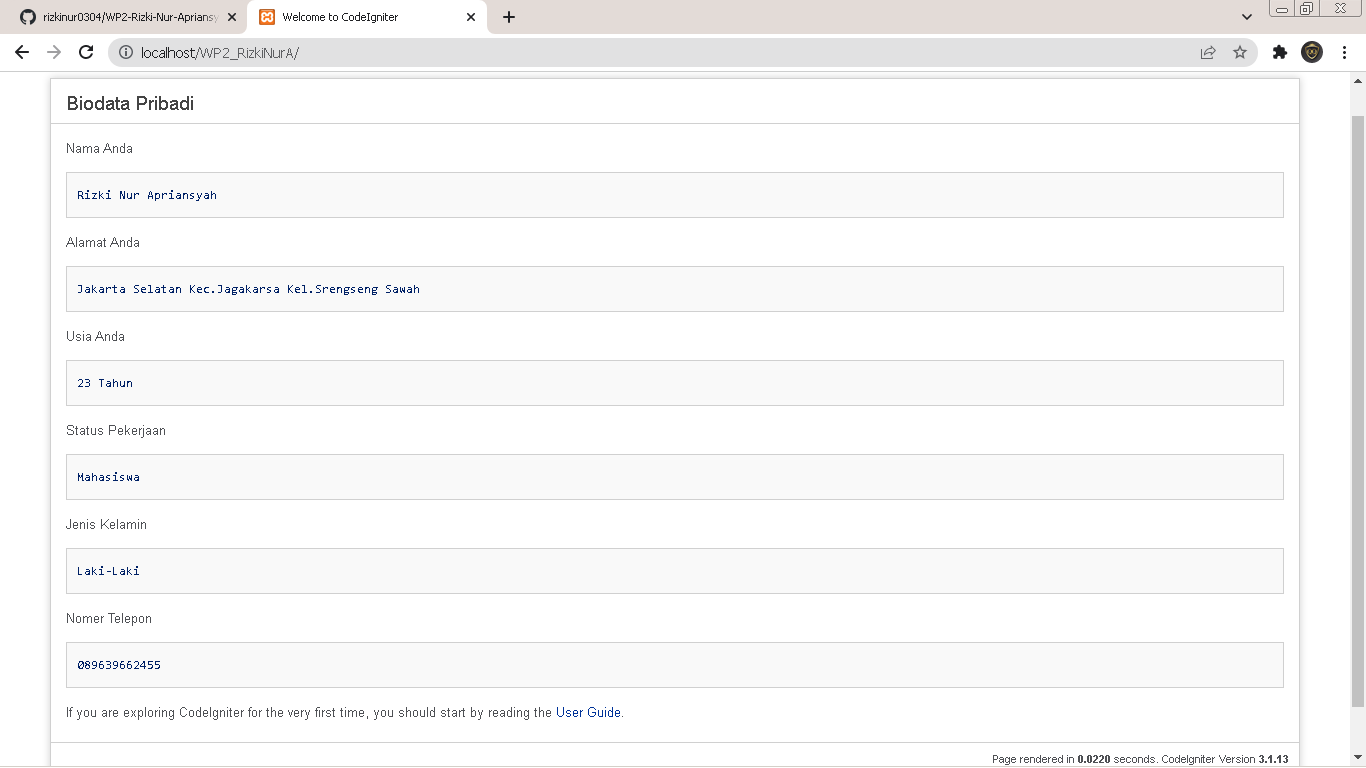 rizkinur0304/WP2-Rizki-Nur-Apriansy
Welcome to CodeIgniter
localhost/WP2_RizkiNurA/
Biodata Pribadi
Nama Anda
Rizki Nur Apriansyah
Alamat Anda
Jakarta Selatan Kec.Jagakarsa Kel.Srengseng Sawah
Usia Anda
23 Tahun
Status Pekerjaan
Mahasiswa
Jenis Kelamin
Laki-Laki
Nomer Telepon
089639662455
If you are exploring CodeIgniter for the very first time, you should start by reading the User Guide.
Page rendered in 0.0220 seconds. CodeIgniter Version 3.1.13